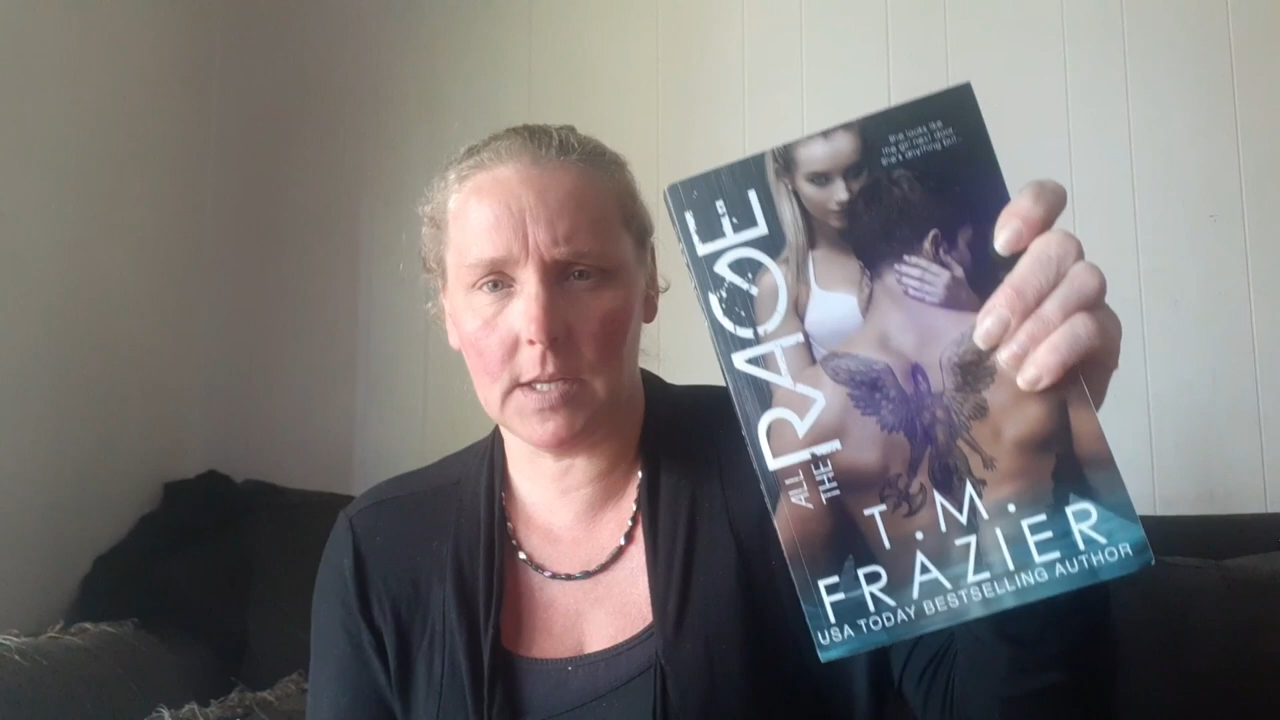 She looks like
the girl next door.
She's anything but...
ALL
THE
RAGE
T.M.
FRAZIER
USA TODAY BESTSELLING AUTHOR